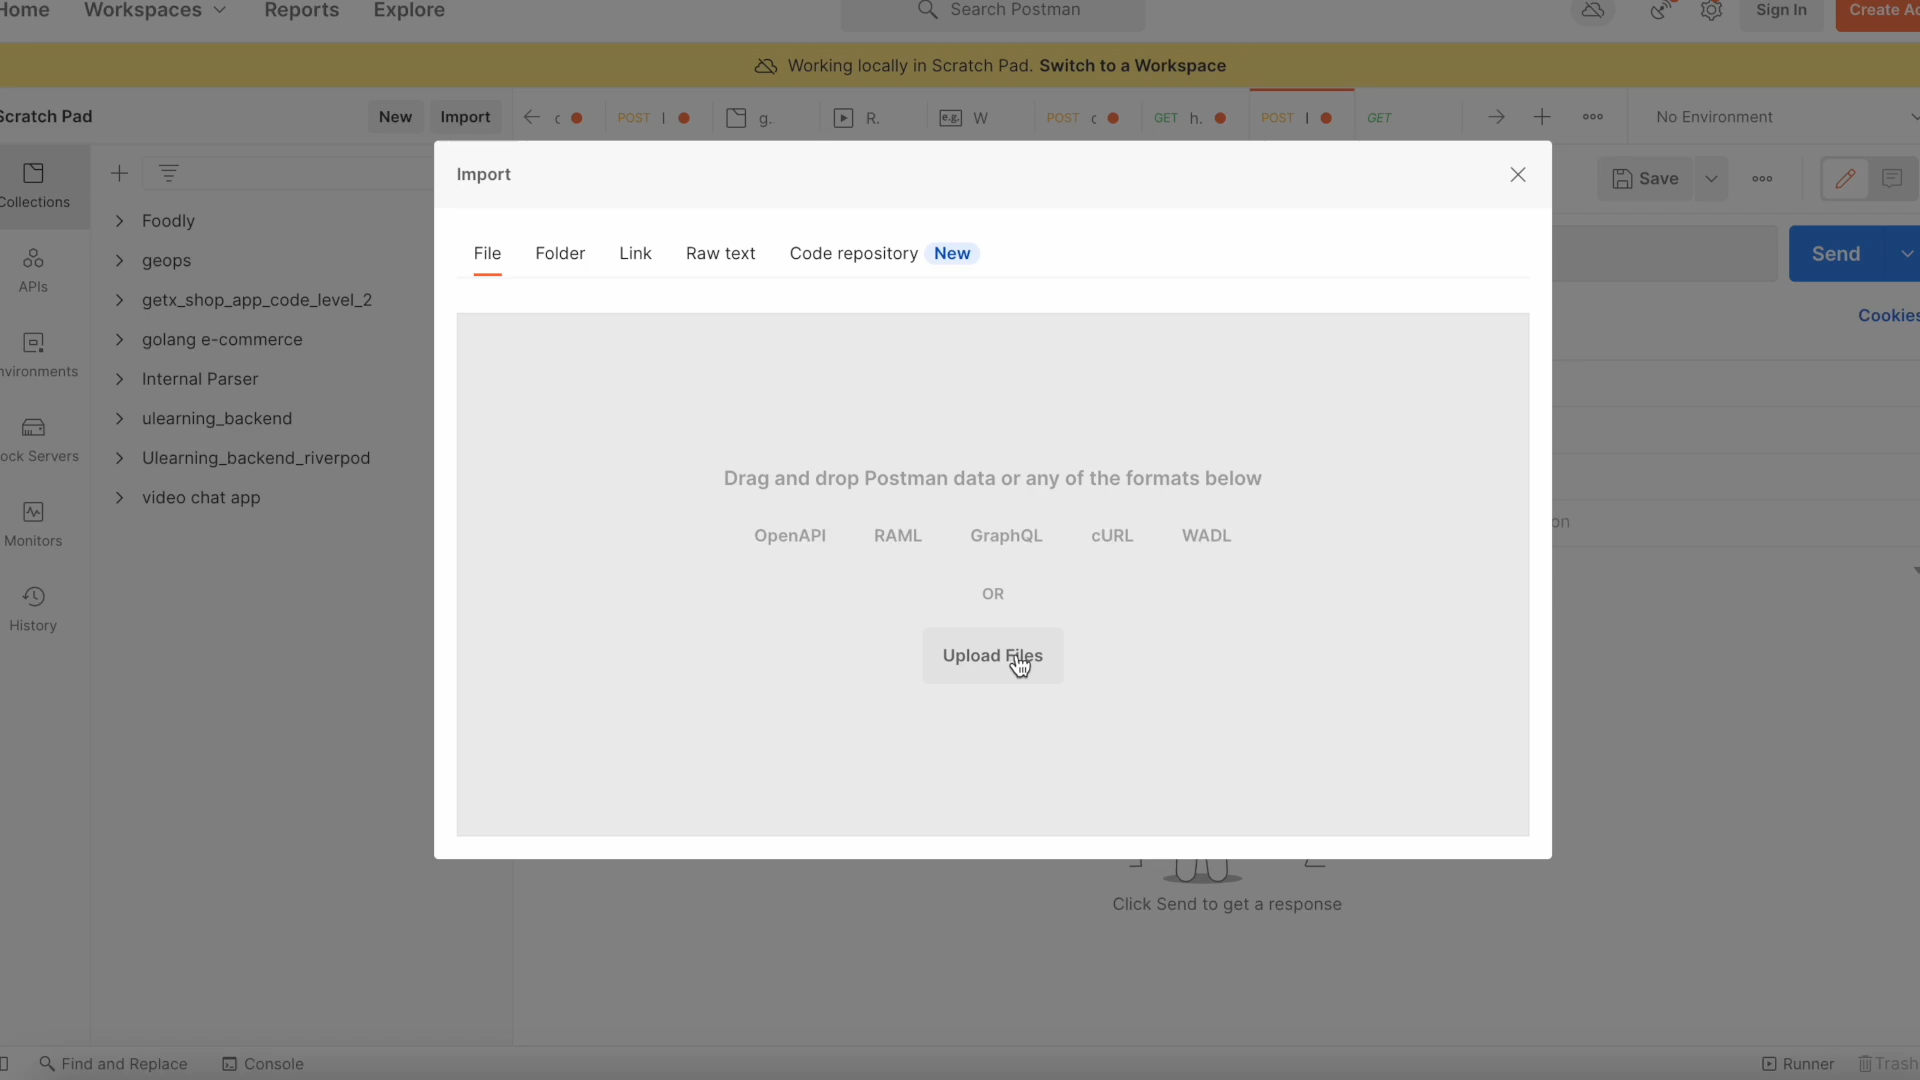 Home Workspaces Reports Explore Search Postman Sign In Create Ac
Working locally in Scratch Pad. Switch to a Workspace
Scratch Pad New Import c POST I g. R. e.g. W POST c GET h. POST I GET No Environment
Import
Save
Collections
Foodly
File Folder Link Raw text Code repository New
Send
geops
APIs
getx_shop_app_code_level_2
Cookies
golang e-commerce
nvironments
Internal Parser
ulearning_backend
ock Servers
Ulearning_backend_riverpod
Drag and drop Postman data or any of the formats below
video chat app
on
OpenAPI RAML GraphQL cURL WADL
Monitors
OR
History
Upload Files
Click Send to get a response
Find and Replace Console Runner Trash